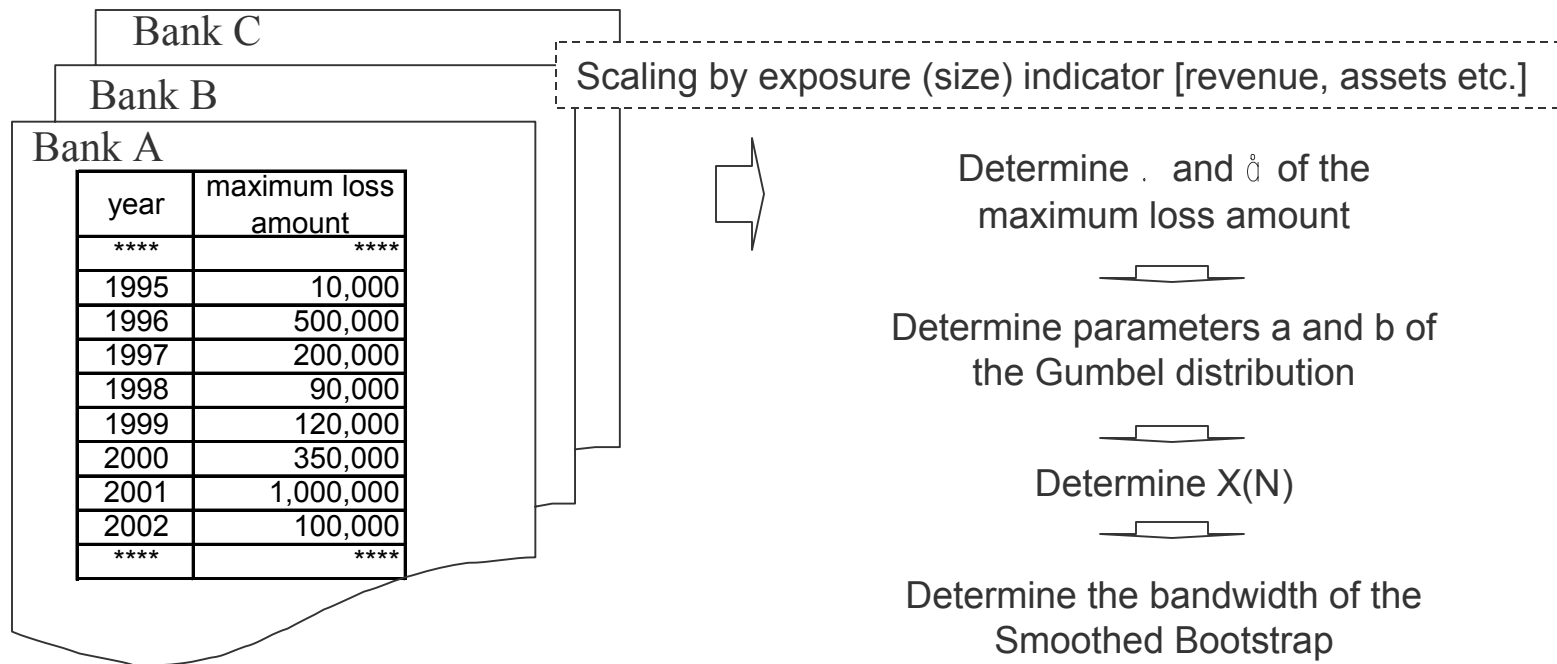 Bank C
Bank B
Bank A
year maximum loss amount
**** ****
1995 10,000
1996 500,000
1997 200,000
1998 90,000
1999 120,000
2000 350,000
2001 1,000,000
2002 100,000
**** ****
Scaling by exposure (size) indicator [revenue, assets etc.]
Determine . and å of the
maximum loss amount
Determine parameters a and b of
the Gumbel distribution
Determine X(N)
Determine the bandwidth of the
Smoothed Bootstrap